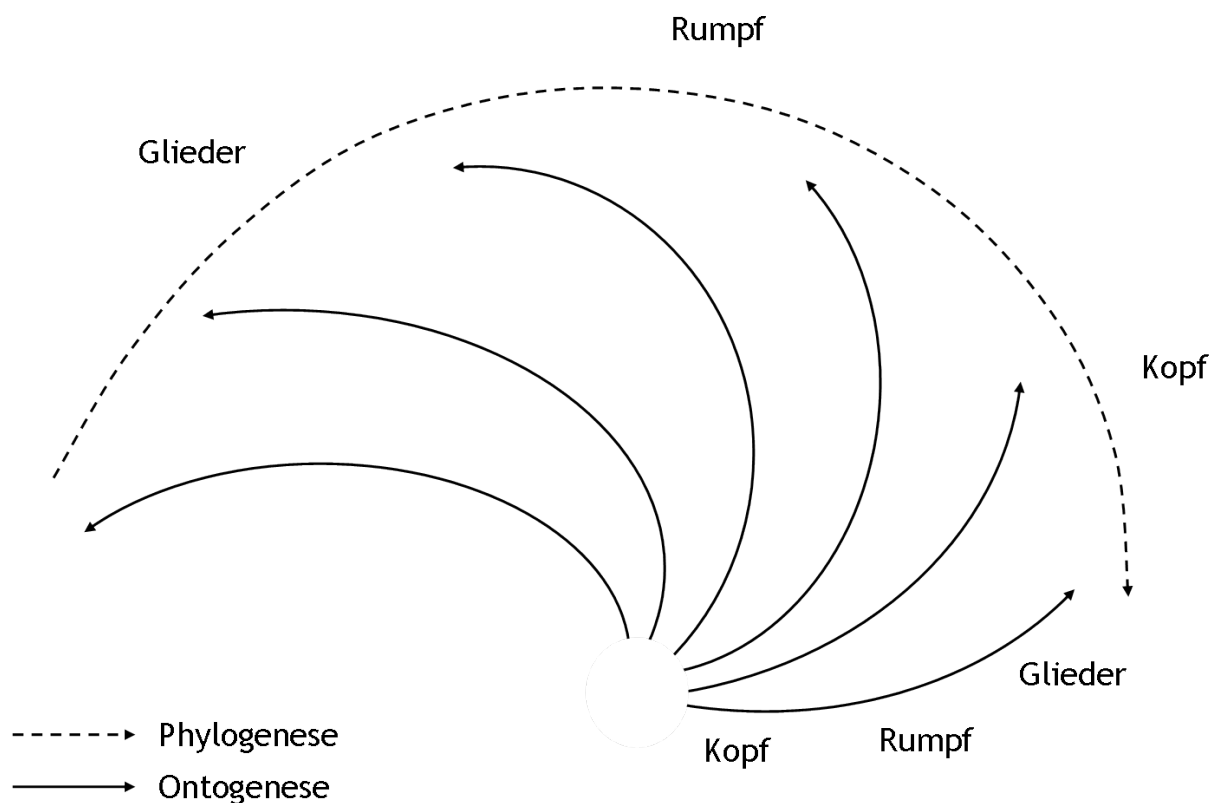 Rumpf
Glieder
Kopf
Glieder
Rumpf
Kopf
Phylogenese
Ontogenese